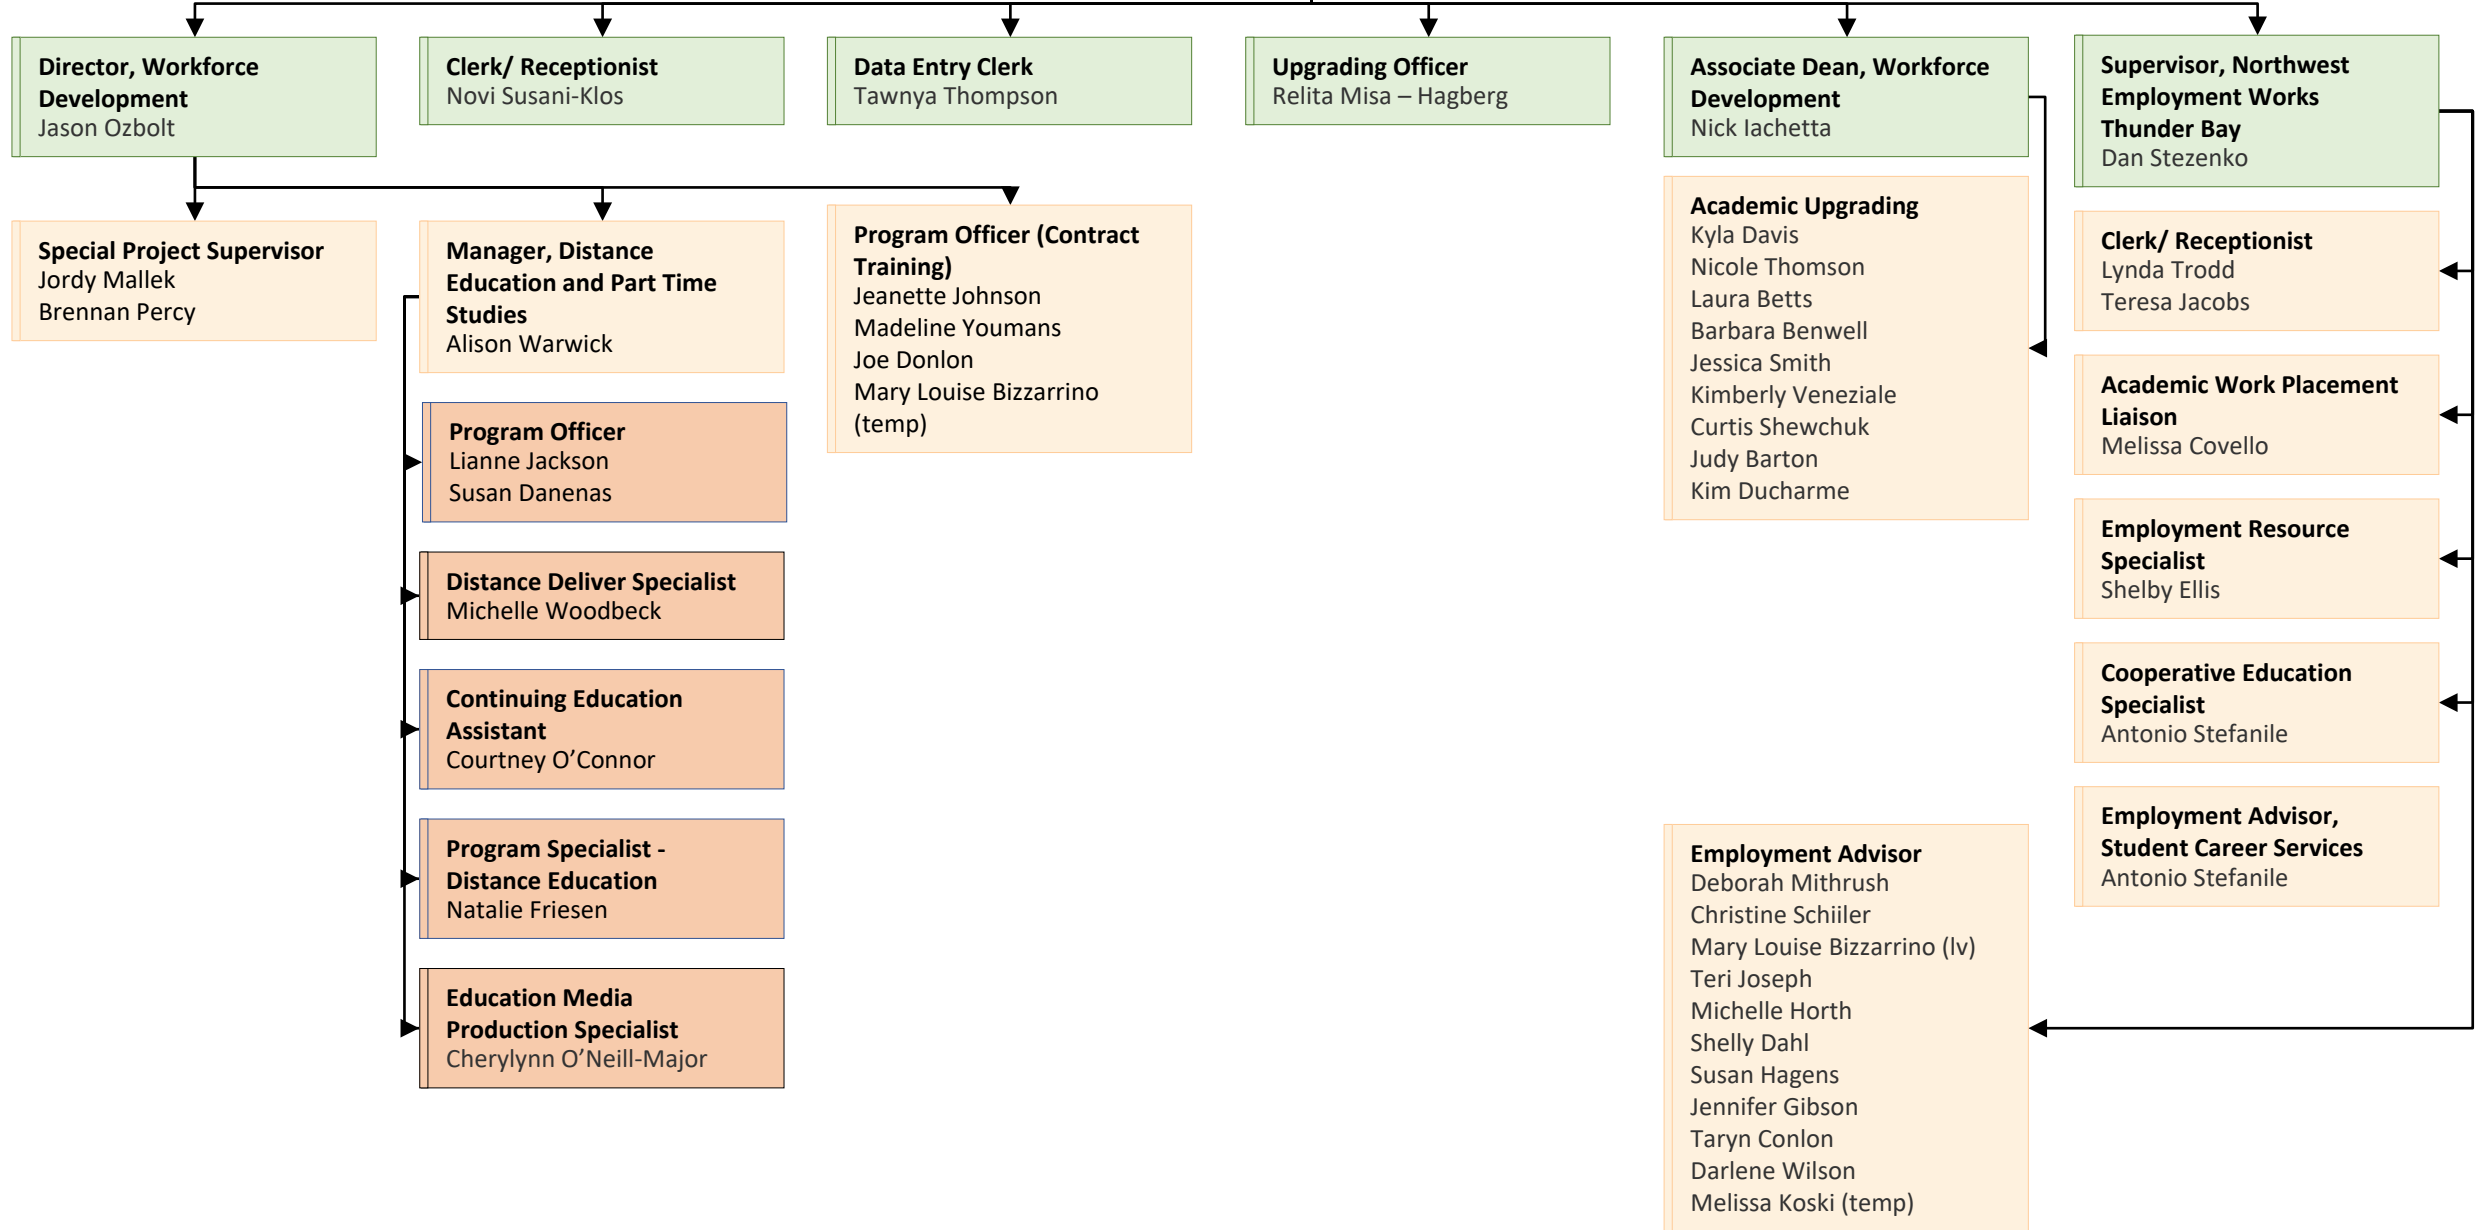 Director, Workforce
Development
Jason Ozbolt
Clerk/ Receptionist
Novi Susani-Klos
Data Entry Clerk
Tawnya Thompson
Upgrading Officer
Relita Misa – Hagberg
Associate Dean, Workforce
Development
Nick Iachetta
Supervisor, Northwest
Employment Works
Thunder Bay
Dan Stezenko
Special Project Supervisor
Jordy Mallek
Brennan Percy
Manager, Distance
Education and Part Time
Studies
Alison Warwick
Program Officer (Contract
Training)
Jeanette Johnson
Madeline Youmans
Joe Donlon
Mary Louise Bizzarrino
(temp)
Program Officer
Lianne Jackson
Susan Danenas
Distance Deliver Specialist
Michelle Woodbeck
Continuing Education
Assistant
Courtney O’Connor
Program Specialist -
Distance Education
Natalie Friesen
Education Media
Production Specialist
Cherylynn O’Neill-Major
Academic Upgrading
Kyla Davis
Nicole Thomson
Laura Betts
Barbara Benwell
Jessica Smith
Kimberly Veneziale
Curtis Shewchuk
Judy Barton
Kim Ducharme
Clerk/ Receptionist
Lynda Trodd
Teresa Jacobs
Academic Work Placement
Liaison
Melissa Covello
Employment Resource
Specialist
Shelby Ellis
Cooperative Education
Specialist
Antonio Stefanile
Employment Advisor,
Student Career Services
Antonio Stefanile
Employment Advisor
Deborah Mithrush
Christine Schiiler
Mary Louise Bizzarrino (lv)
Teri Joseph
Michelle Horth
Shelly Dahl
Susan Hagens
Jennifer Gibson
Taryn Conlon
Darlene Wilson
Melissa Koski (temp)